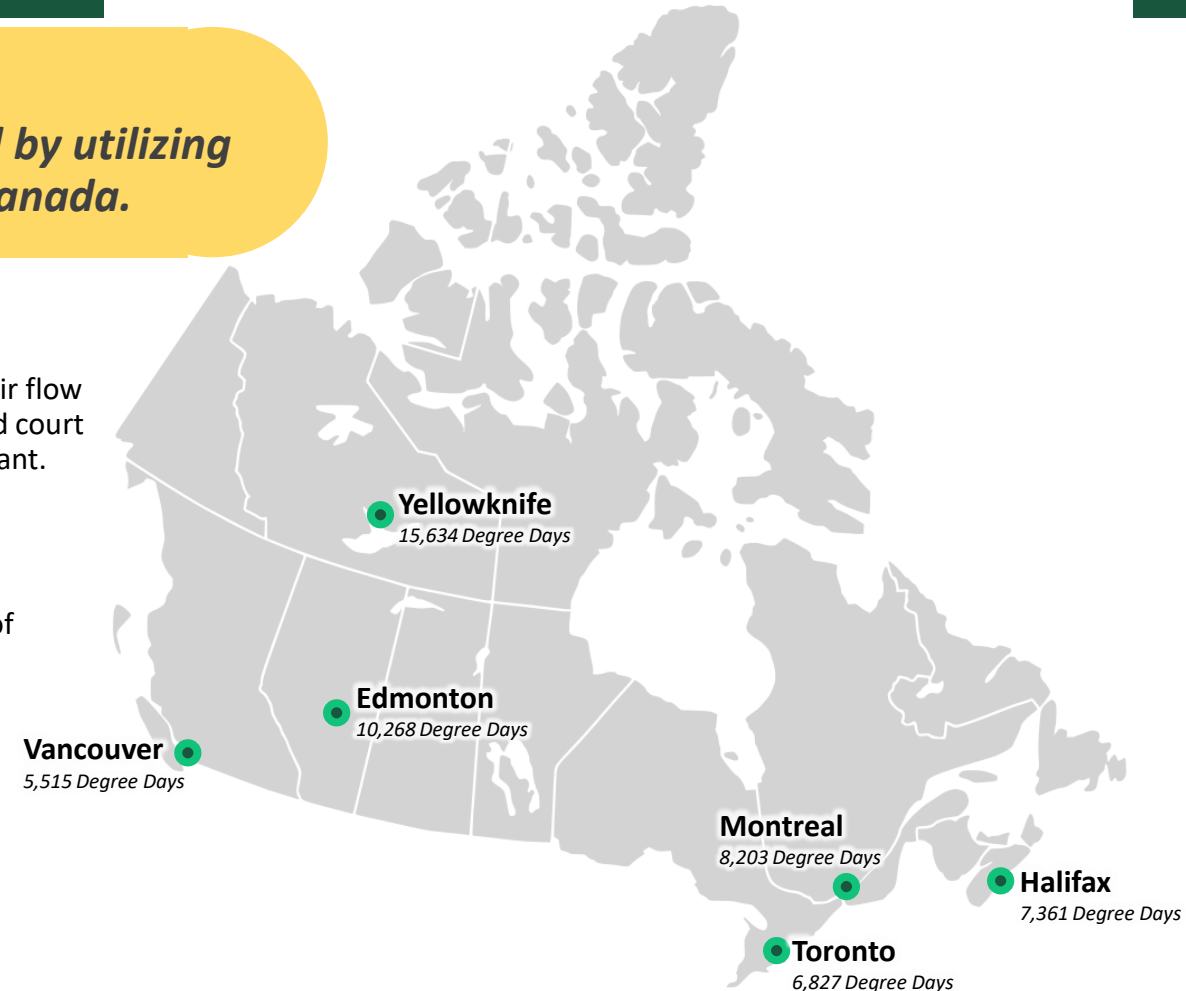 by utilizing
anada.
ir flow
d court
ant.
of
Yellowknife
15,634 Degree Days
Edmonton
10,268 Degree Days
Vancouver
5,515 Degree Days
Montreal
8,203 Degree Days
Halifax
7,361 Degree Days
Toronto
6,827 Degree Days